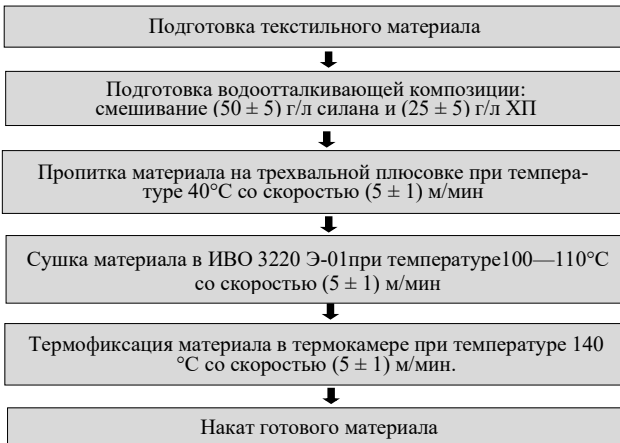 Подготовка текстильного материала
Подготовка водоотталкивающей композиции:
смешивание (50 ± 5) г/л силана и (25 ± 5) г/л ХП
Пропитка материала на трехвальной плюсовке при темпера-
туре 40°С со скоростью (5 ± 1) м/мин
Сушка материала в ИВО 3220 Э-01при температуре100—110°С
со скоростью (5 ± 1) м/мин
Термофиксация материала в термокамере при температуре 140
°С со скоростью (5 ± 1) м/мин.
Накат готового материала